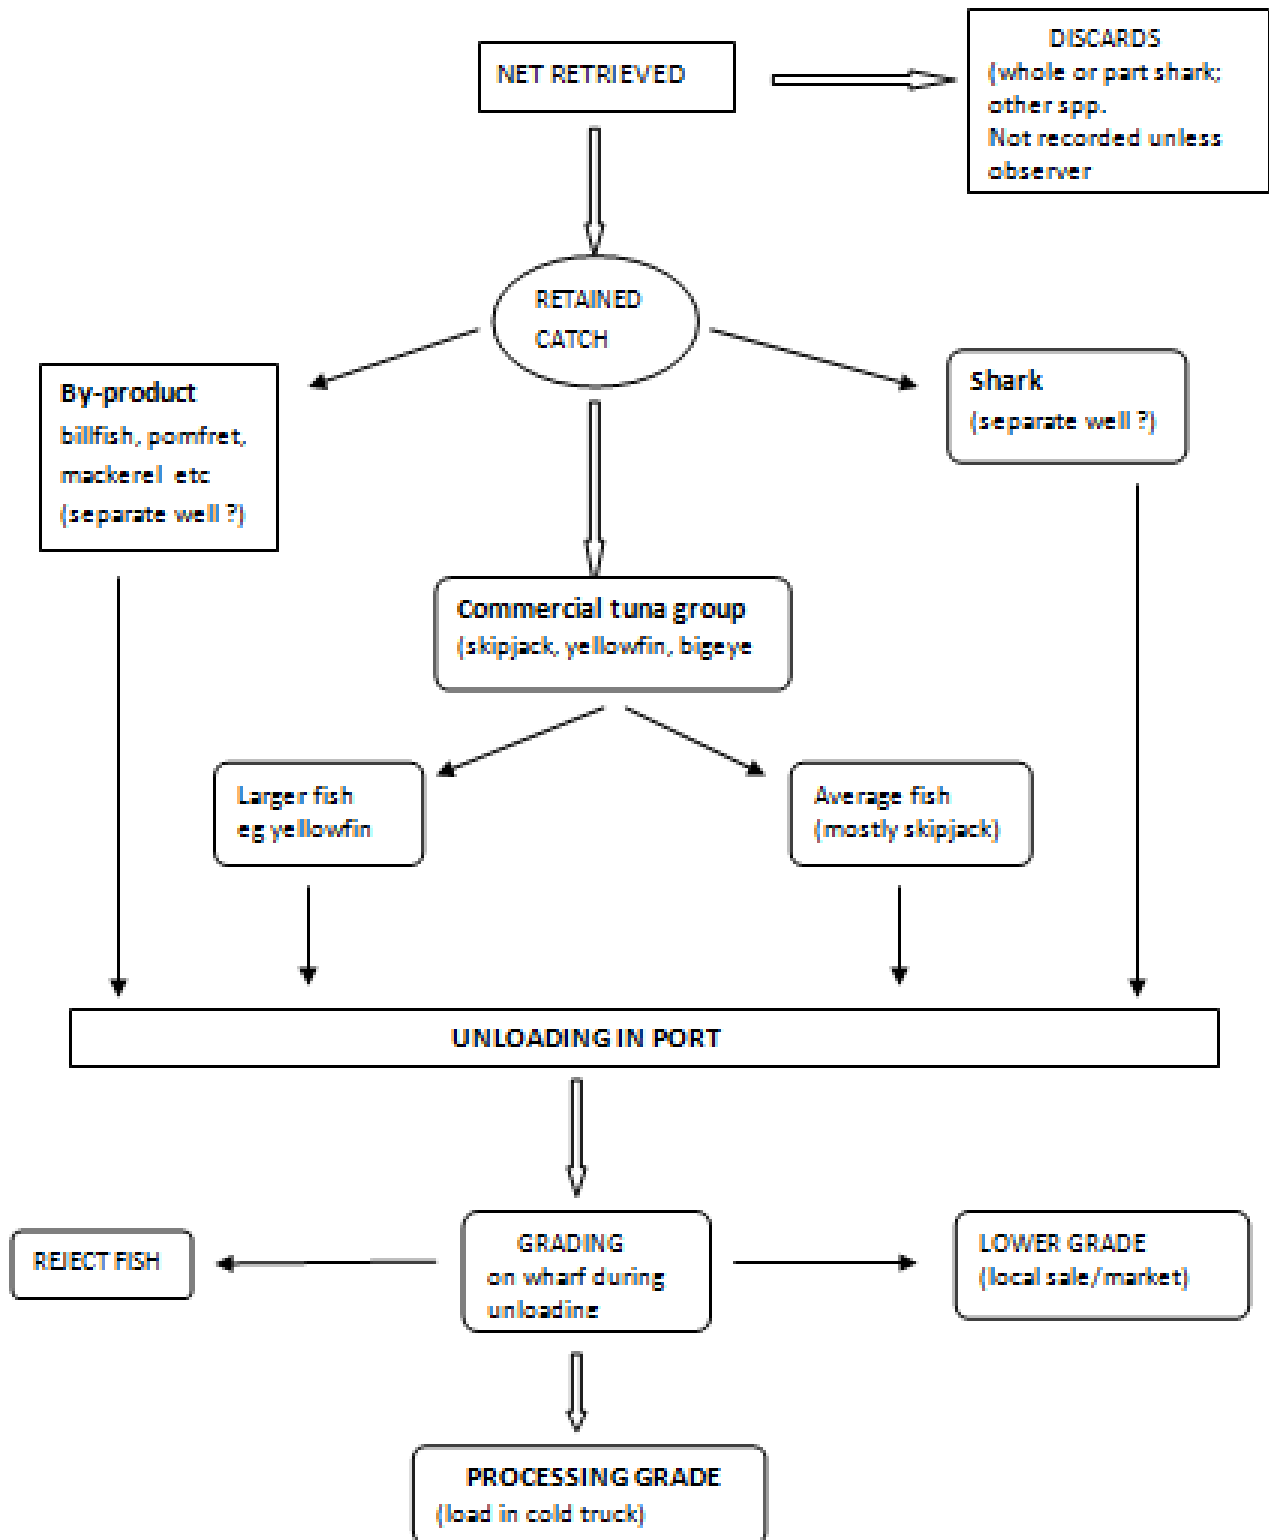 NET RETRIEVED
DISCARDS
(whole or part shark;
other spp.
Not recorded unless
observer
RETAINED
CATCH
By-product
billfish, pomfret,
mackerel etc
(separate well ?)
Shark
(separate well ?)
Commercial tuna group
(skipjack, yellowfin, bigeye
Larger fish
eg yellowfin
Average fish
(mostly skipjack)
UNLOADING IN PORT
REJECT FISH
GRADING
on wharf during
unloadine
LOWER GRADE
(local sale/market)
PROCESSING GRADE
(load in cold truck)